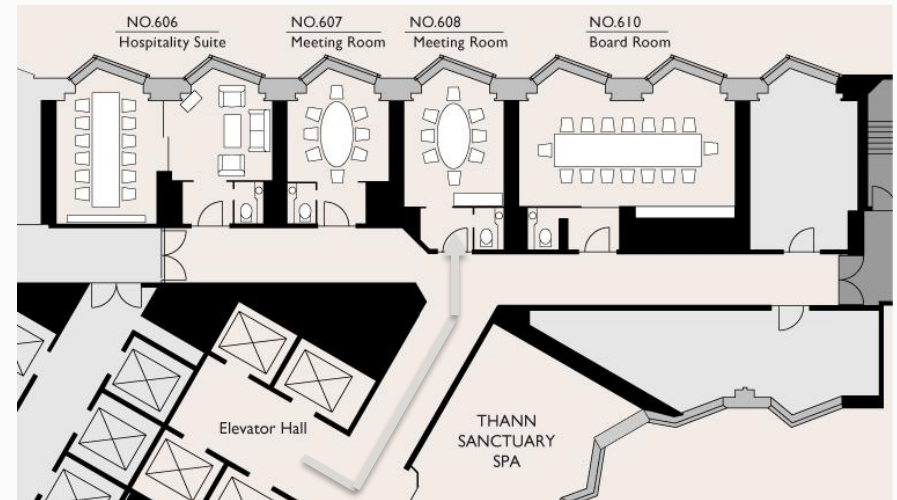 NO.606
Hospitality Suite
NO.607
Meeting Room
NO.608
Meeting Room
NO.610
Board Room
Elevator Hall
THANN
SANCTUARY
SPA